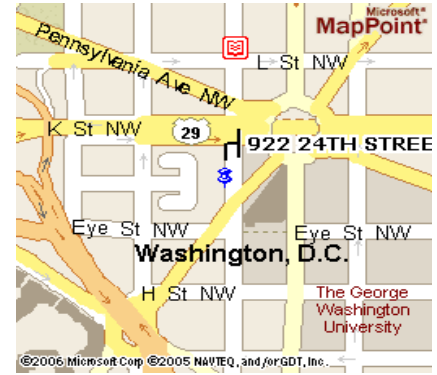 Microsoft®
MapPoint®
Pennsylvania Ave NW
L St NW
K St NW
29
922 24TH STREE
Eye St NW
Eye St NW
Washington, D.C.
H St NW
The George
Washington
University
©2006 Microsoft Corp ©2005 NAVTEQ, and/or GDT, Inc.